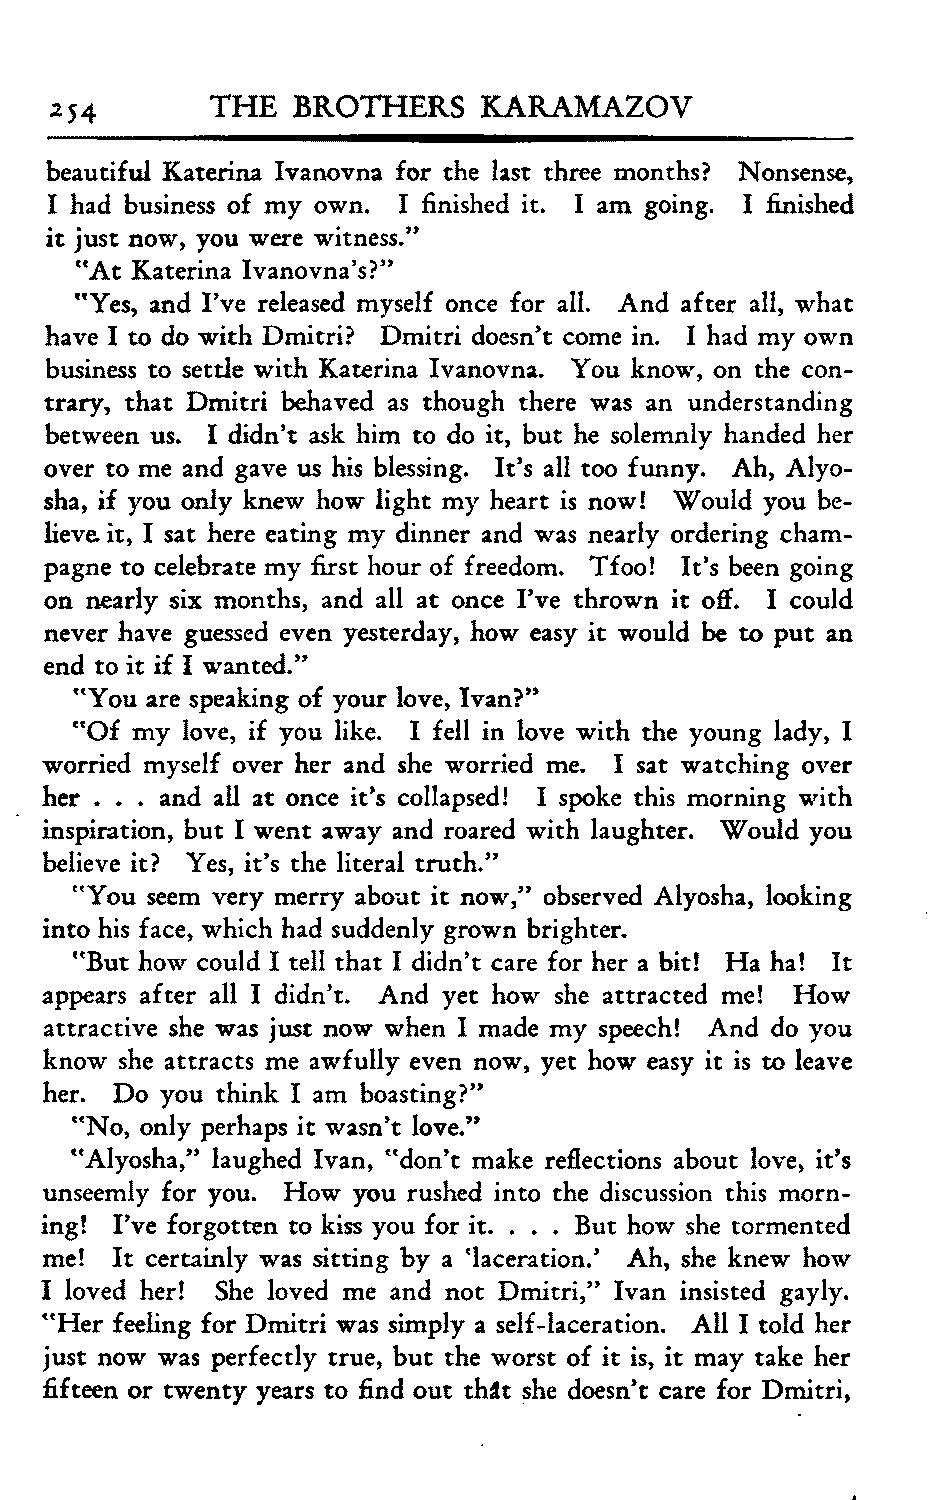 254 THE BROTHERS KARAMAZOV
beautiful Katerina Ivanovna for the last three months? Nonsense,
I had business of my own. I finished it. I am going. I finished
it just now, you were witness."
"At Katerina Ivanovna's?"
"Yes, and I've released myself once for all. And after all, what
have I to do with Dmitri? Dmitri doesn't come in. I had my own
business to settle with Katerina Ivanovna. You know, on the con-
trary, that Dmitri behaved as though there was an understanding
between us. I didn't ask him to do it, but he solemnly handed her
over to me and gave us his blessing. It's all too funny. Ah, Alyo-
sha, if you only knew how light my heart is now! Would you be-
lieve it, I sat here eating my dinner and was nearly ordering cham-
pagne to celebrate my first hour of freedom. Tfoo! It's been going
on nearly six months, and all at once I've thrown it off. I could
never have guessed even yesterday, how easy it would be to put an
end to it if I wanted."
"You are speaking of your love, Ivan?"
"Of my love, if you like. I fell in love with the young lady, I
worried myself over her and she worried me. I sat watching over
her . . . and all at once it's collapsed! I spoke this morning with
inspiration, but I went away and roared with laughter. Would you
believe it? Yes, it's the literal truth."
"You seem very merry about it now," observed Alyosha, looking
into his face, which had suddenly grown brighter.
"But how could I tell that I didn't care for her a bit! Ha ha! It
appears after all I didn't. And yet how she attracted me! How
attractive she was just now when I made my speech! And do you
know she attracts me awfully even now, yet how easy it is to leave
her. Do you think I am boasting?"
"No, only perhaps it wasn't love."
"Alyosha," laughed Ivan, "don't make reflections about love, it's
unseemly for you. How you rushed into the discussion this morn-
ing! I've forgotten to kiss you for it. . . . But how she tormented
me! It certainly was sitting by a 'laceration.' Ah, she knew how
I loved her! She loved me and not Dmitri," Ivan insisted gayly.
"Her feeling for Dmitri was simply a self-laceration. All I told her
just now was perfectly true, but the worst of it is, it may take her
fifteen or twenty years to find out that she doesn't care for Dmitri,